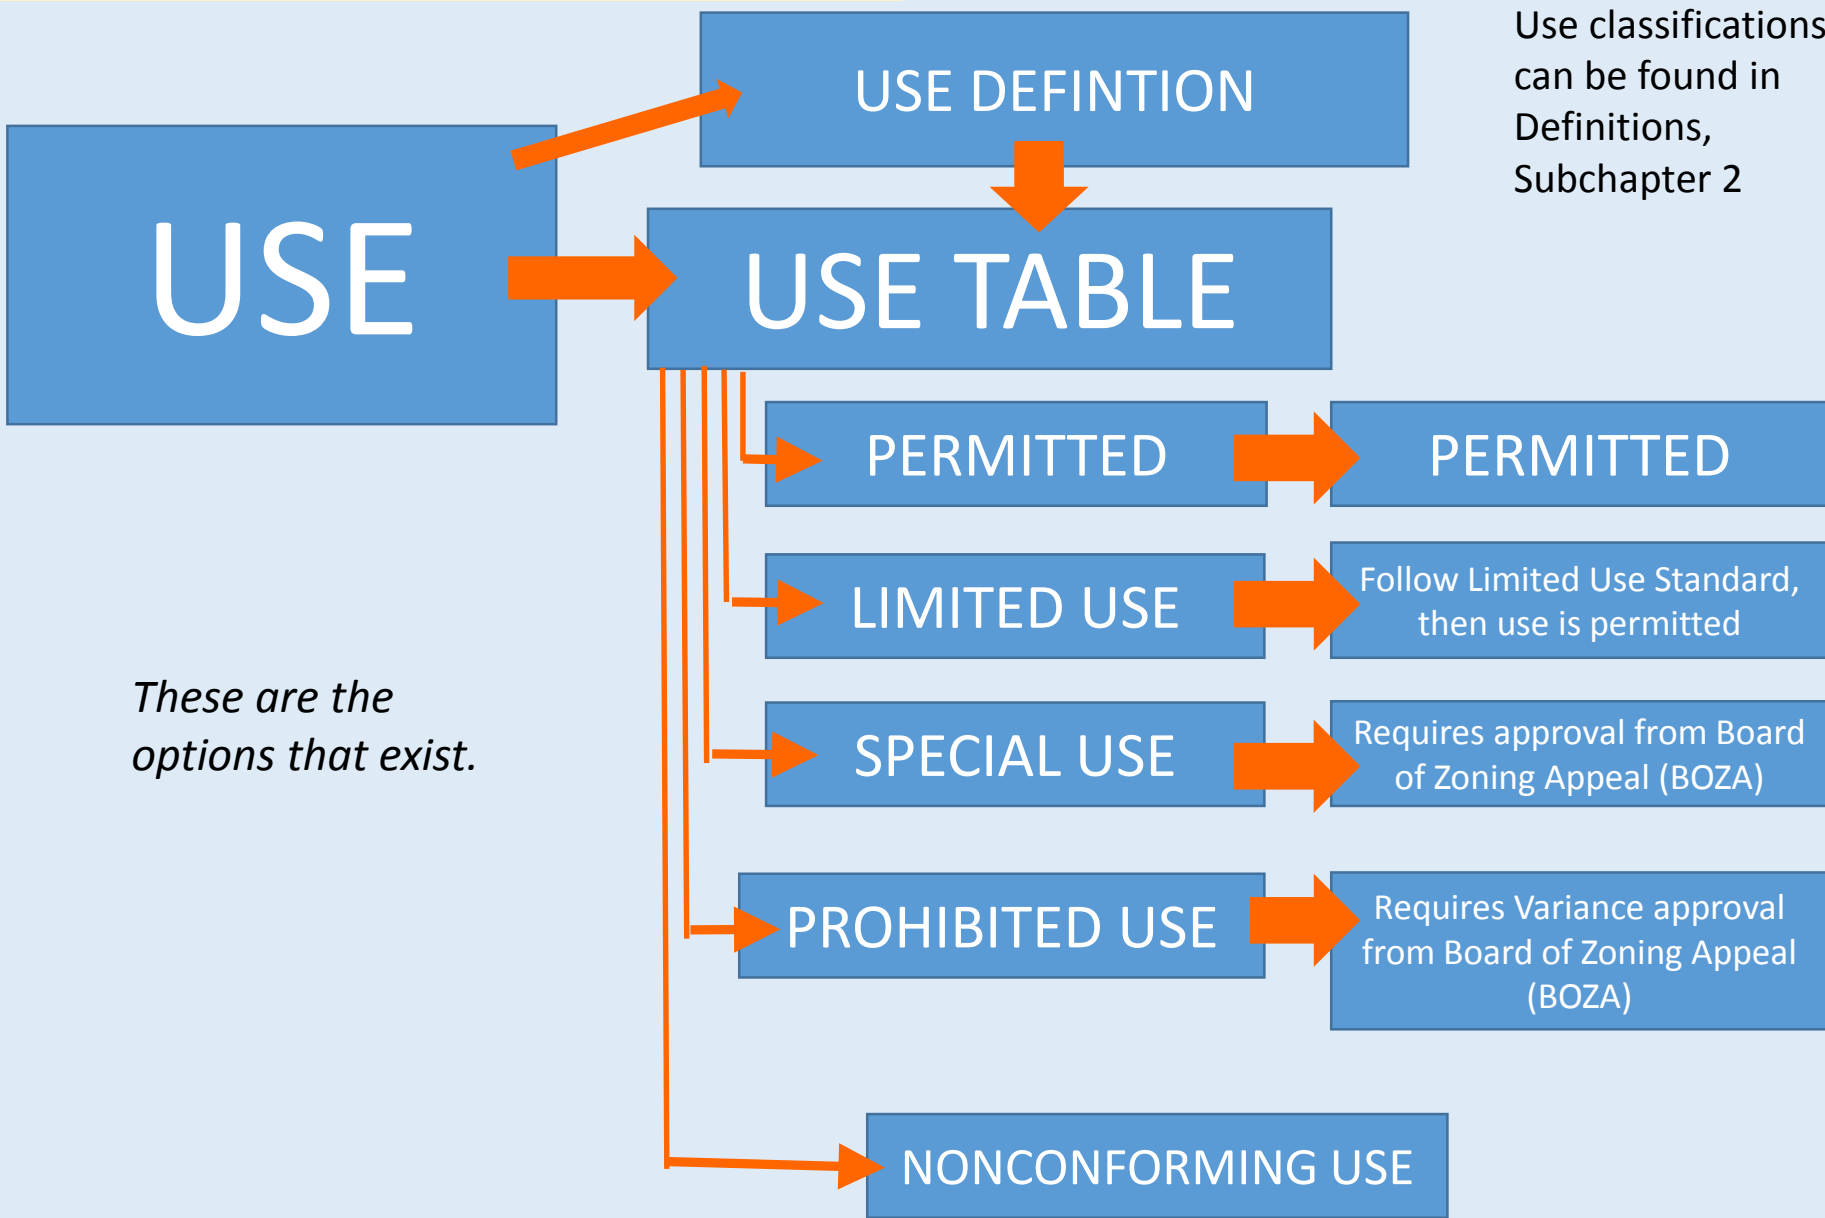 USE DEFINTION
Use classifications
can be found in
Definitions,
Subchapter 2
USE
USE TABLE
PERMITTED
PERMITTED
LIMITED USE
Follow Limited Use Standard,
then use is permitted
These are the
options that exist.
SPECIAL USE
Requires approval from Board
of Zoning Appeal (BOZA)
PROHIBITED USE
Requires Variance approval
from Board of Zoning Appeal
(BOZA)
NONCONFORMING USE